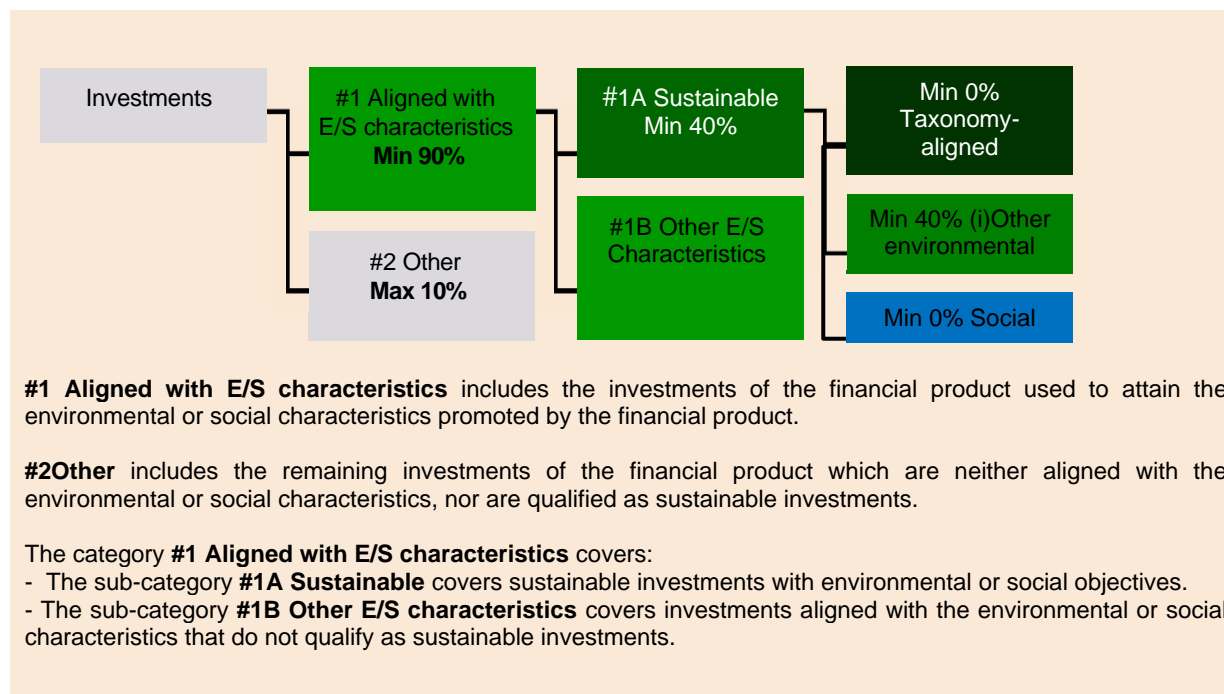 Investments
#1 Aligned with
E/S characteristics
Min 90%
#2 Other
Max 10%
#1A Sustainable
Min 40%
#1B Other E/S
Characteristics
Min 0%
Taxonomy-
aligned
Min 40% (i)Other
environmental
Min 0% Social
#1 Aligned with E/S characteristics includes the investments of the financial product used to attain the
environmental or social characteristics promoted by the financial product.
#2Other includes the remaining investments of the financial product which are neither aligned with the
environmental or social characteristics, nor are qualified as sustainable investments.
The category #1 Aligned with E/S characteristics covers:
- The sub-category #1A Sustainable covers sustainable investments with environmental or social objectives.
- The sub-category #1B Other E/S characteristics covers investments aligned with the environmental or social
characteristics that do not qualify as sustainable investments.